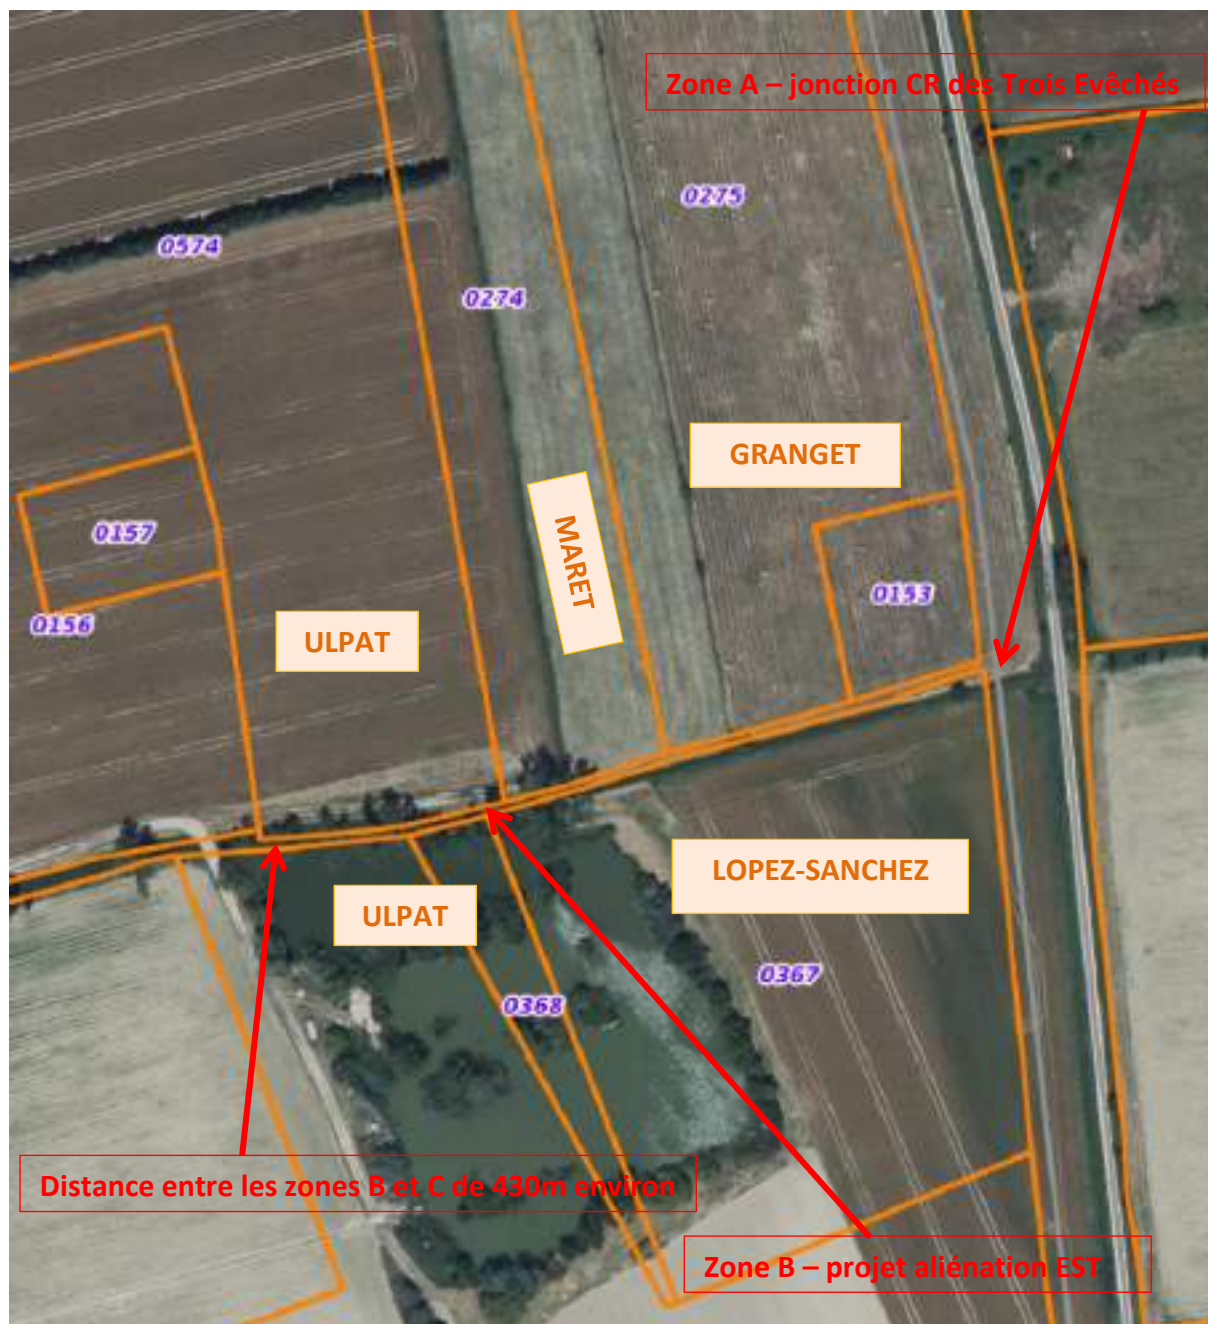 Zone A – jonction CR des Trois Evêchés
0275
0574
0274
GRANGET
0157
MARET
0153
0156
ULPAT
LOPEZ-SANCHEZ
ULPAT
0367
0368
Distance entre les zones B et C de 430m environ
Zone B – projet aliénation EST